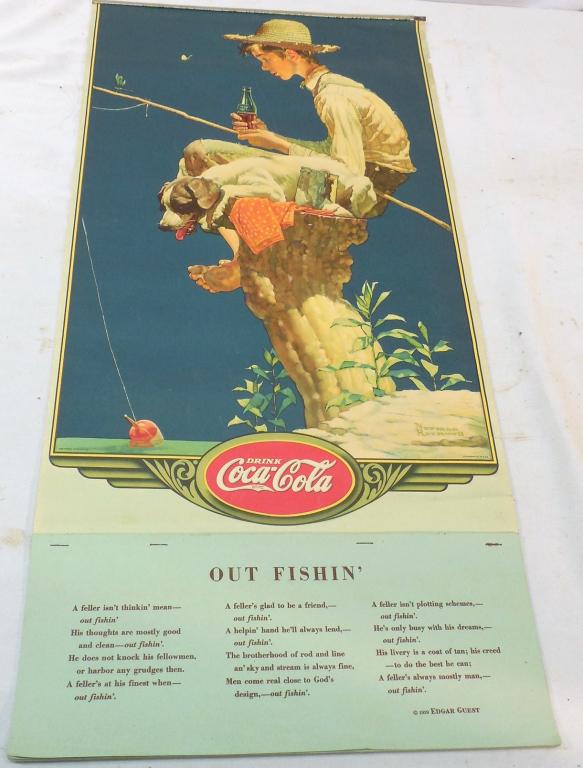 NORMAN
ROCKWELL
DRINK
Coca-Cola
OUT FISHIN'
A feller isn't thinkin' mean—
out fishin'
His thoughts are mostly good
and clean—out fishin'.
He does not knock his fellowmen,
or harbor any grudges then.
A feller's at his finest when—
out fishin'.
A feller's glad to be a friend,—
out fishin'.
A helpin' hand he'll always lend,—
out fishin'.
The brotherhood of rod and line
an' sky and stream is always fine,
Men come real close to God's
design,—out fishin'.
A feller isn't plotting schemes,—
out fishin'.
He's only busy with his dreams,—
out fishin'.
His livery is a coat of tan; his creed
—to do the best he can;
A feller's always mostly man,—
out fishin'.
EDGAR GUEST